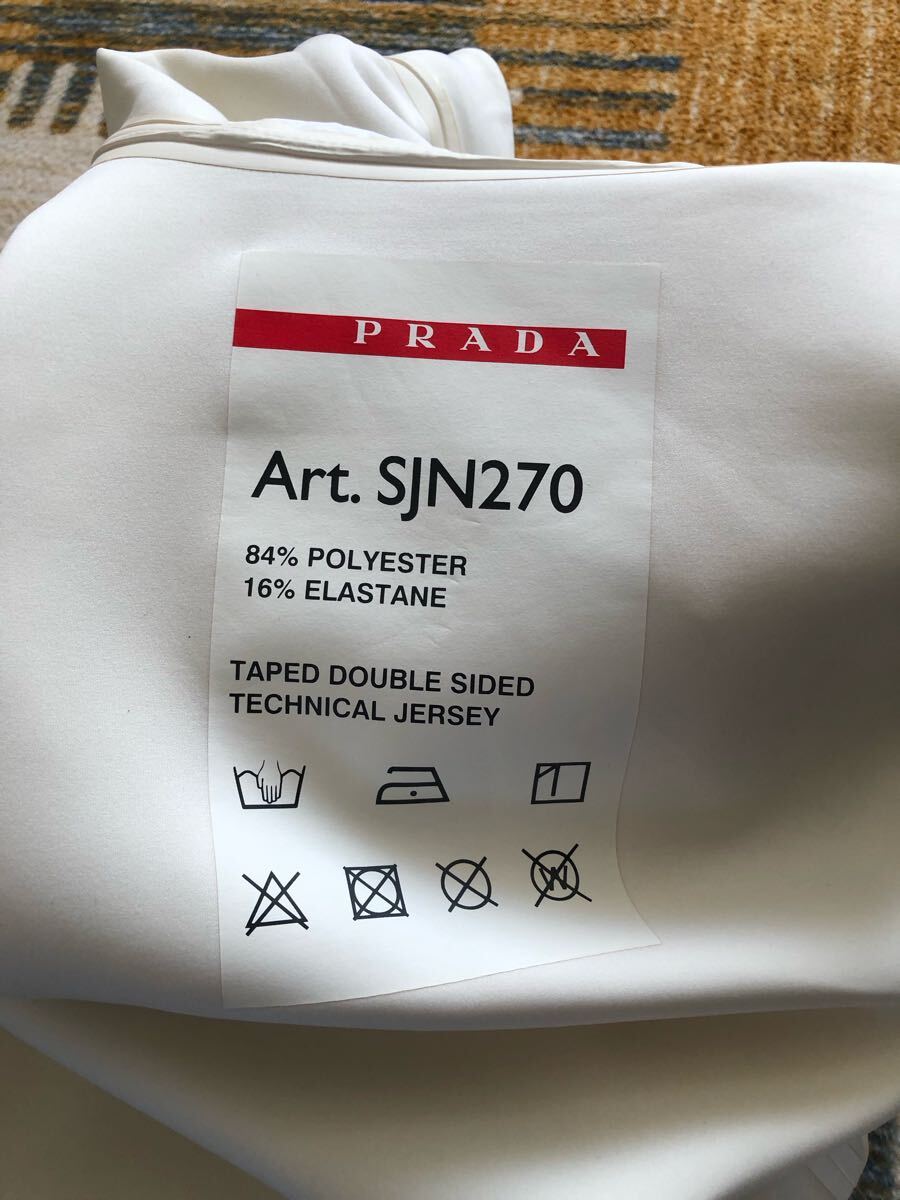 PRADA
Art. SJN270
84% POLYESTER
16% ELASTANE
TAPED DOUBLE SIDED
TECHNICAL JERSEY
W